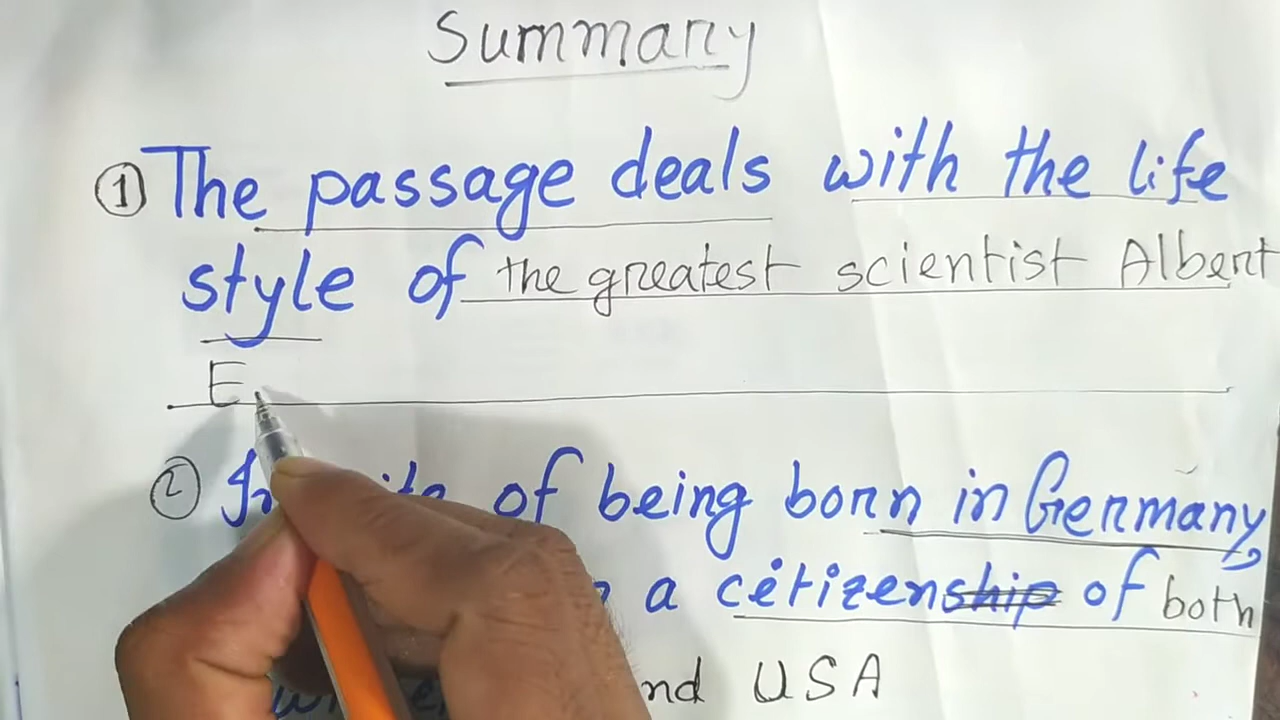 Summary
① The passage deals with the life
style of the greatest scientist Albert
E
② of being born in Germany,
a cetizen of both
nd USA